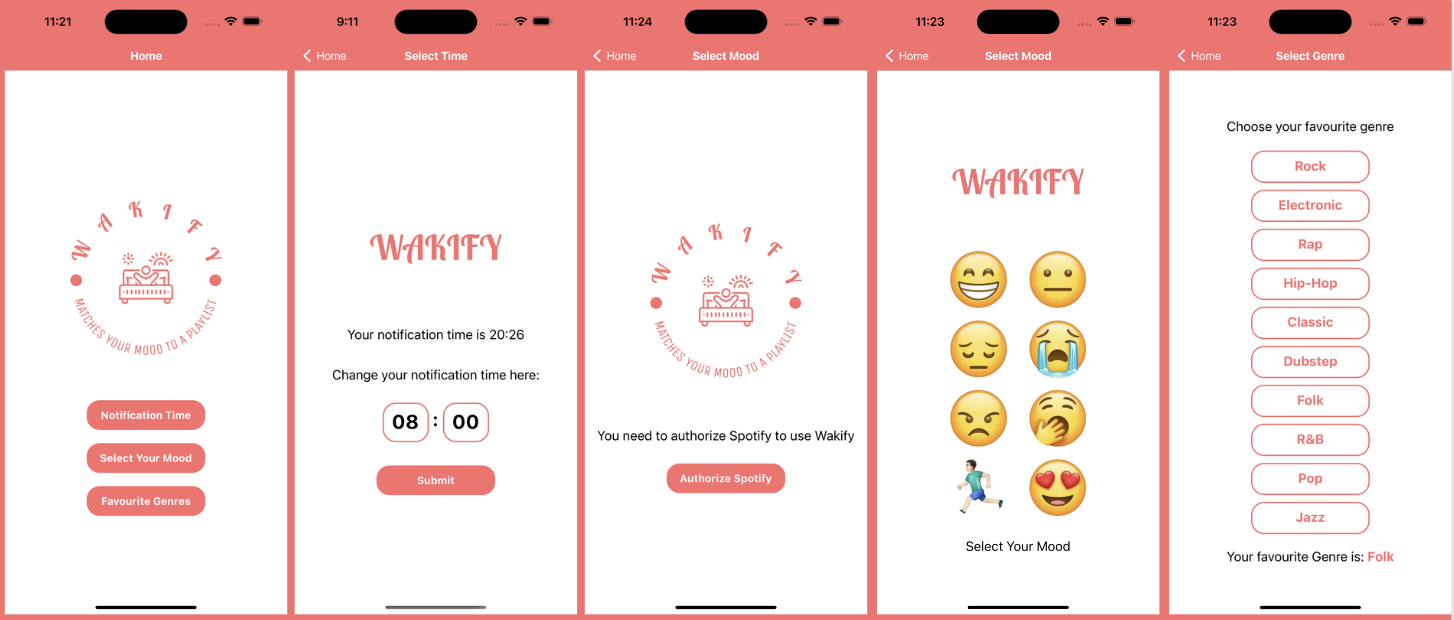 11:21
Home
WAKIFY
MATCHES YOUR MOOD TO A PLAYLIST
Notification Time
Select Your Mood
Favourite Genres
9:11
Home
Select Time
WAKIFY
Your notification time is 20:26
Change your notification time here:
08 : 00
Submit
11:24
Home
Select Mood
WAKIFY
MATCHES YOUR MOOD TO A PLAYLIST
You need to authorize Spotify to use Wakify
Authorize Spotify
11:23
Home
Select Mood
WAKIFY
Select Your Mood
11:23
Home
Select Genre
Choose your favourite genre
Rock
Electronic
Rap
Hip-Hop
Classic
Dubstep
Folk
R&B
Pop
Jazz
Your favourite Genre is: Folk